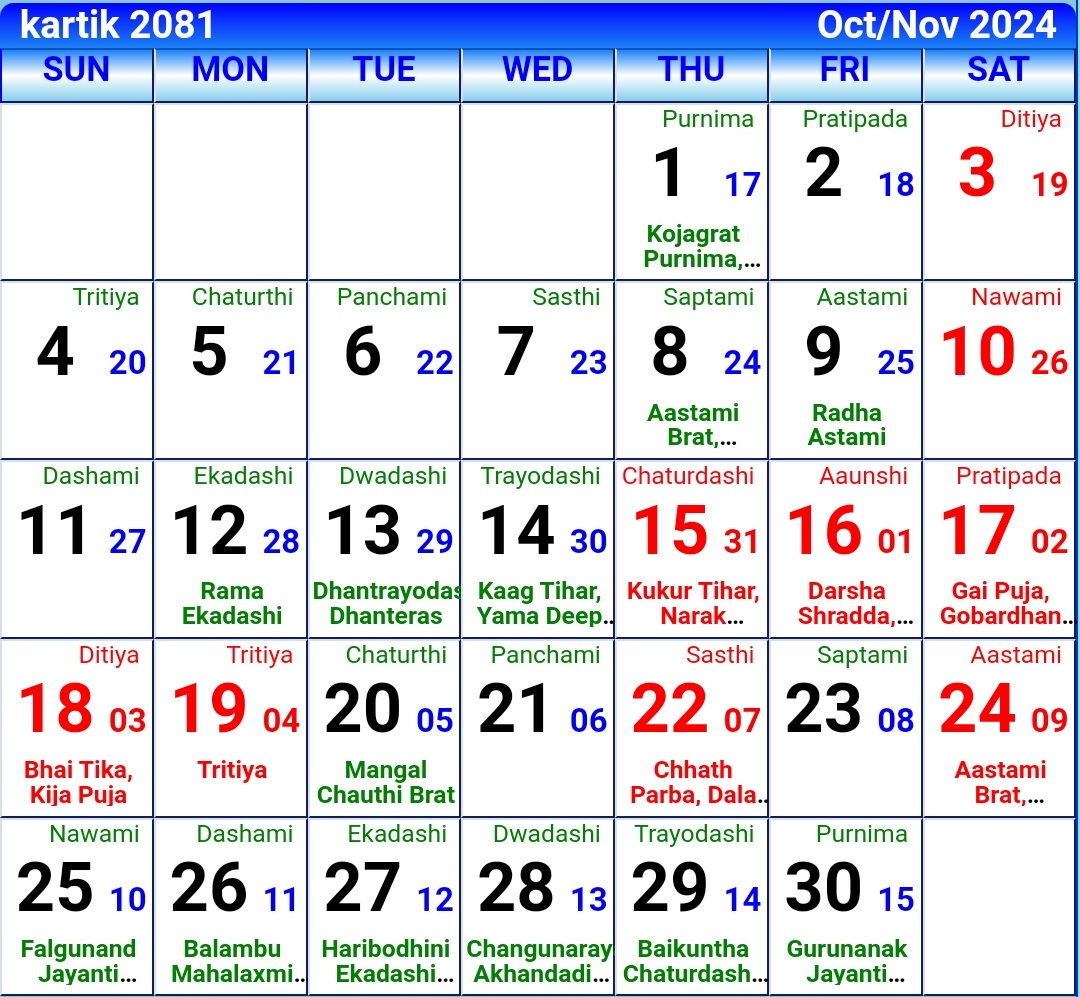 kartik 2081 Oct/Nov 2024
SUN MON TUE WED THU FRI SAT
Purnima Pratipada Ditiya
1 17 2 18 3 19
Kojagrat
Purnima,...
Tritiya Chaturthi Panchami Sasthi Saptami Aastami Nawami
4 20 5 21 6 22 7 23 8 24 9 25 10 26
Aastami Radha
Brat,... Astami
Dashami Ekadashi Dwadashi Trayodashi Chaturdashi Aaunshi Pratipada
11 27 12 28 13 29 14 30 15 31 16 01 17 02
Rama Dhantrayodas Kaag Tihar, Kukur Tihar, Darsha Gai Puja,
Ekadashi Dhanteras Yama Deep.. Narak... Shradda,... Gobardhan...
Ditiya Tritiya Chaturthi Panchami Sasthi Saptami Aastami
18 03 19 04 20 05 21 06 22 07 23 08 24 09
Bhai Tika, Tritiya Mangal Chhath Aastami
Kija Puja Chauthi Brat Parba, Dala.. Brat,...
Nawami Dashami Ekadashi Dwadashi Trayodashi Purnima
25 10 26 11 27 12 28 13 29 14 30 15
Falgunand Balambu Haribodhini Changunaray Baikuntha Gurunanak
Jayanti... Mahalaxmi.. Ekadashi... Akhandadi... Chaturdash... Jayanti...